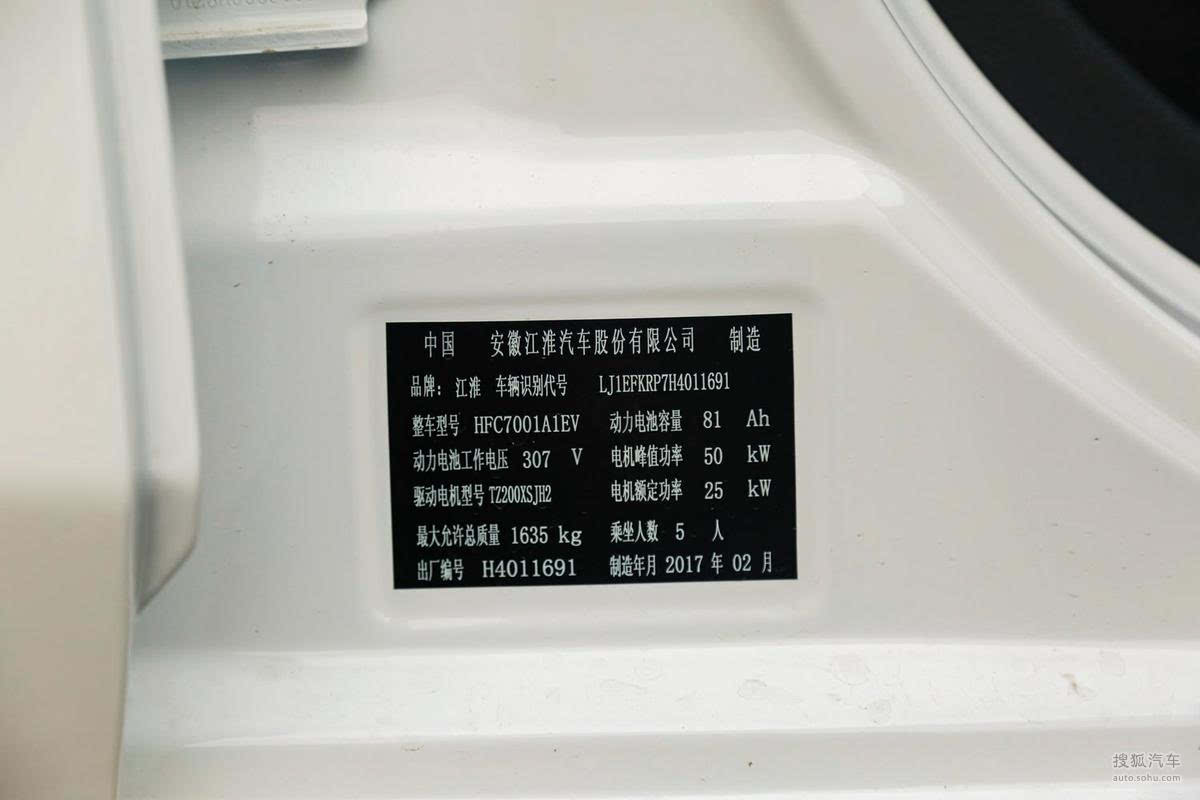 中国 安徽江淮汽车股份有限公司 制造
品牌: 江淮 车辆识别代号 LJ1EFKRP7H4011691
整车型号 HFC7001A1EV 动力电池容量 81 Ah
动力电池工作电压 307 V 电机峰值功率 50 kW
驱动电机型号 TZ200XSJH2 电机额定功率 25 kW
最大允许总质量 1635 kg 乘坐人数 5 人
出厂编号 H4011691 制造年月 2017 年 02 月
搜狐汽车
auto.sohu.com